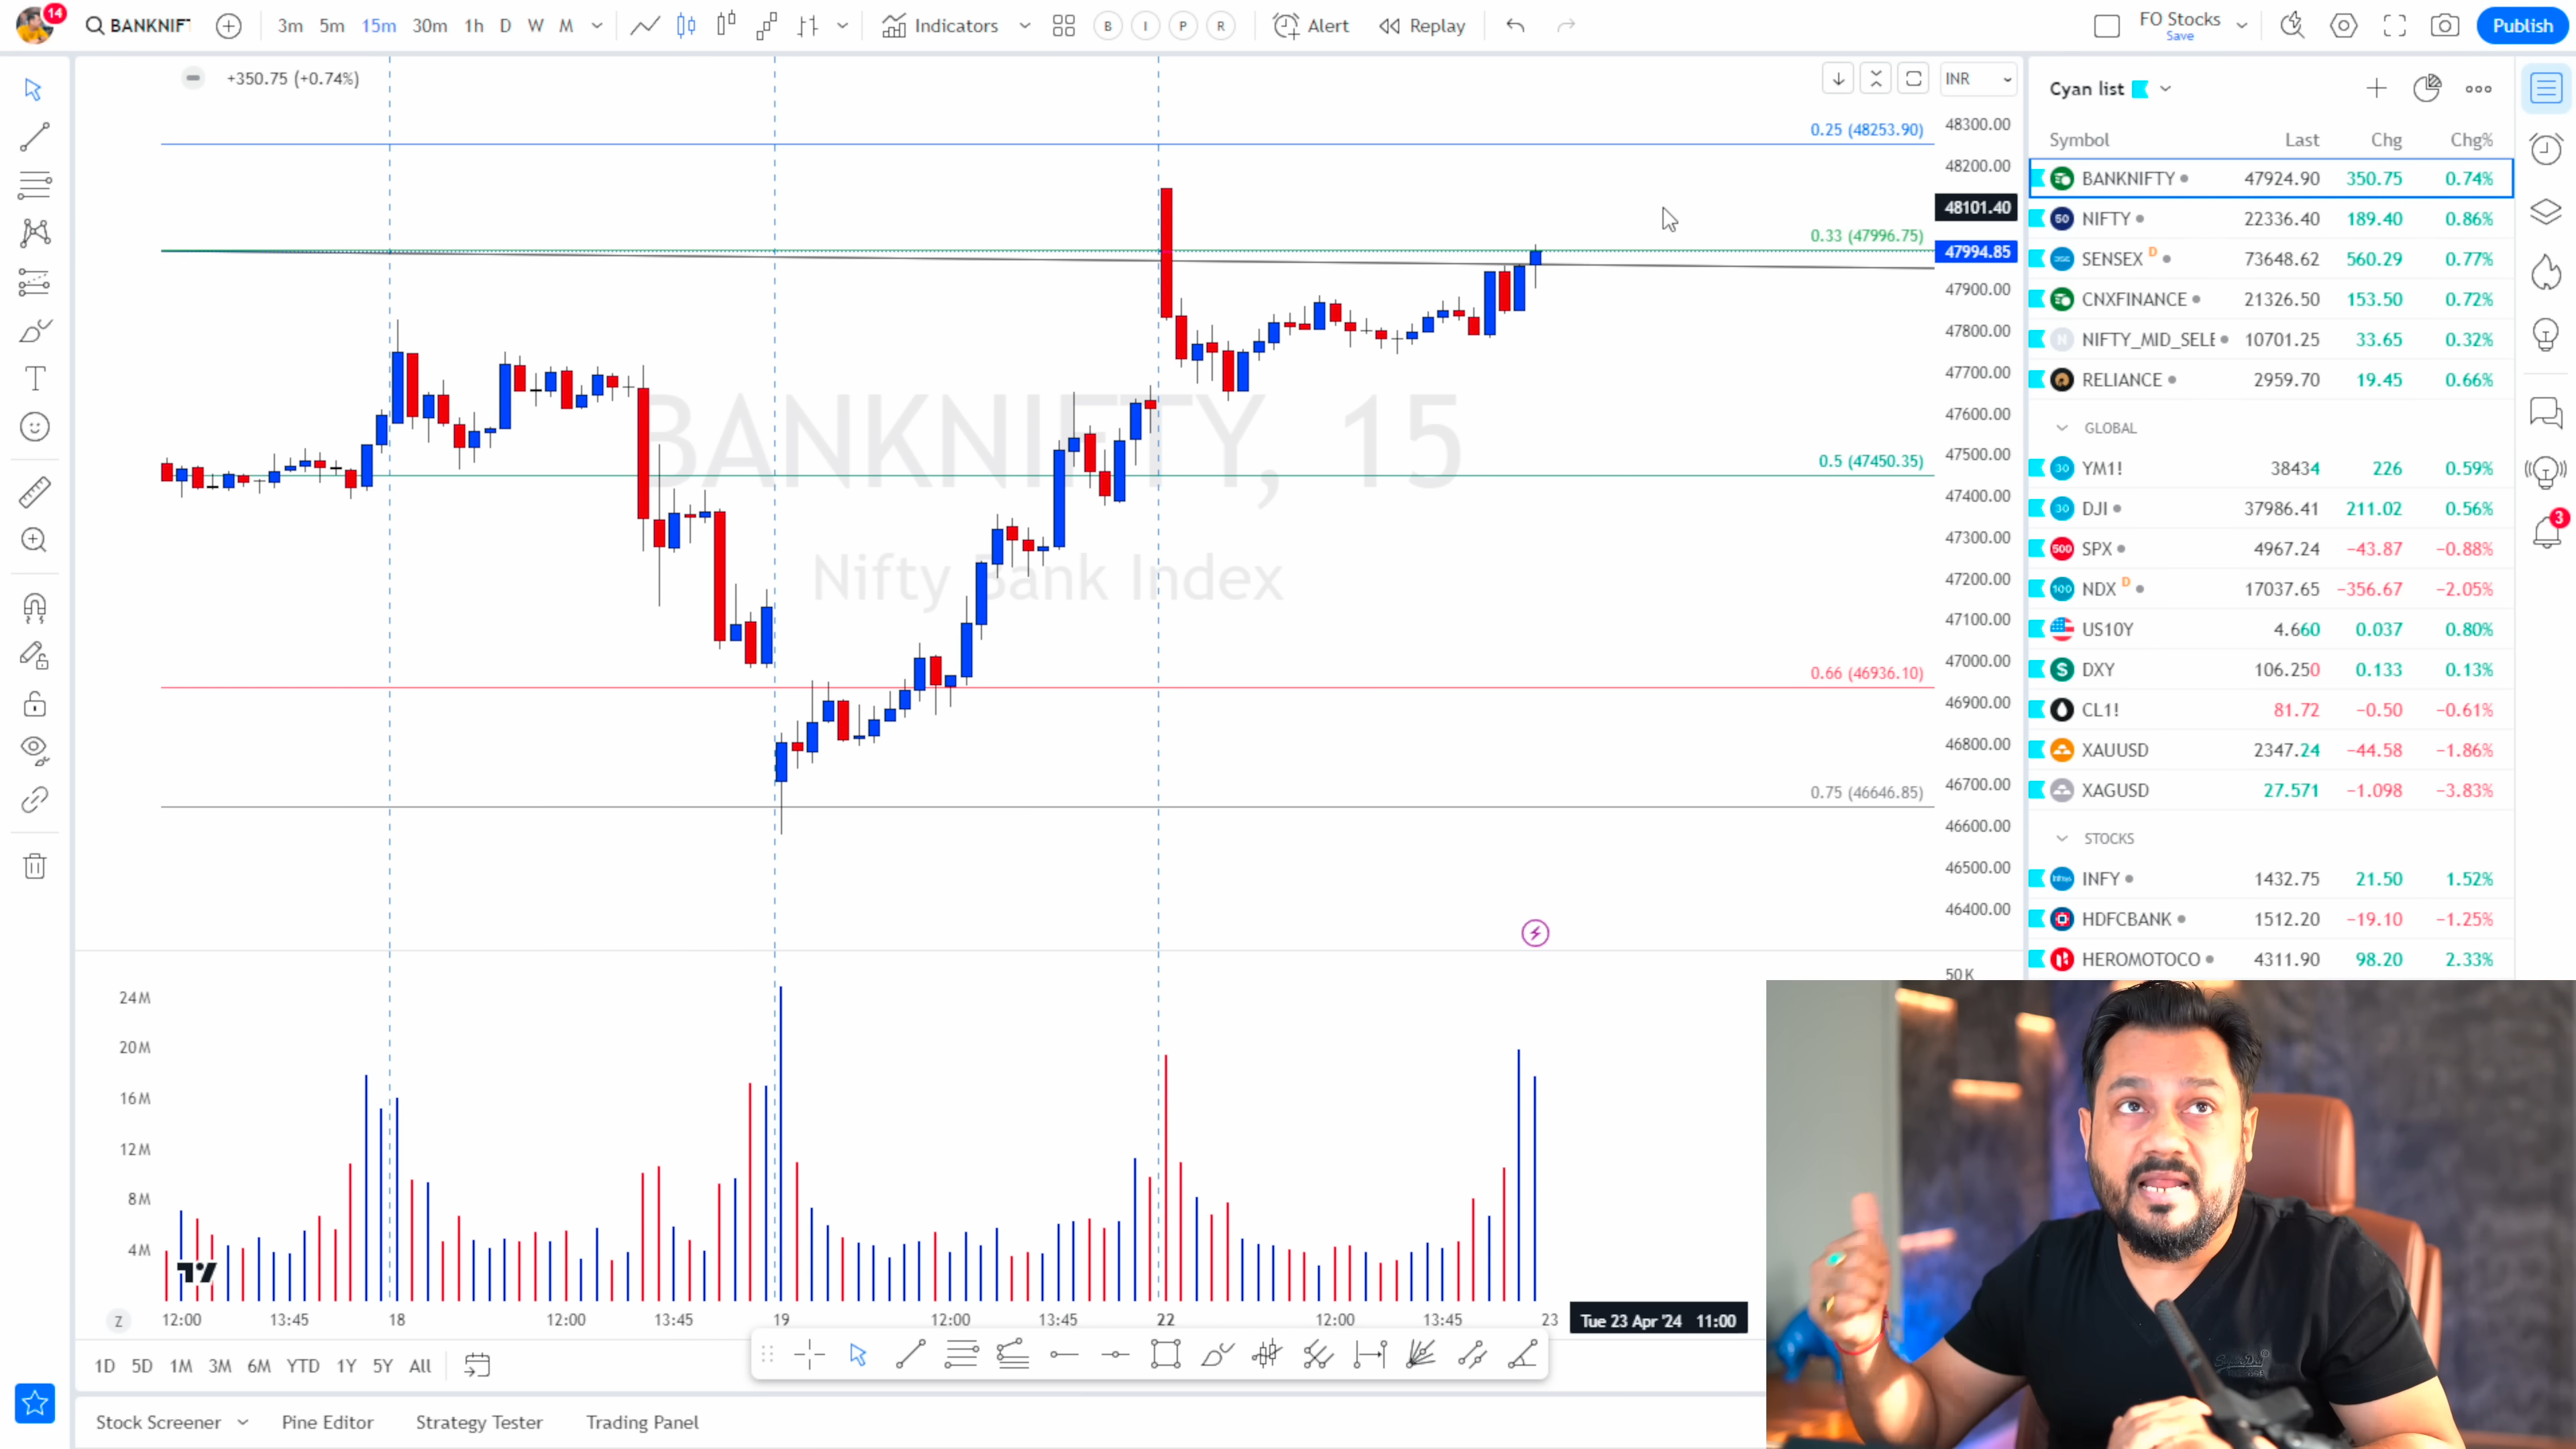 14 BANKNIF 3m 5m 15m 30m 1h D W M Indicators B I P R Alert Replay FO Stocks Save Publish
+350.75 (+0.74%)
INR
48300.00
48200.00
48101.40
47994.85
47900.00
47800.00
47700.00
47600.00
47500.00
47400.00
47300.00
47200.00
47100.00
47000.00
46900.00
46800.00
46700.00
46600.00
46500.00
46400.00
0.25 (48253.90)
0.33 (47996.75)
0.5 (47450.35)
0.66 (46936.10)
0.75 (46646.85)
BANKNIFTY, 15
Nifty Bank Index
50K
24M
20M
16M
12M
8M
4M
Z 12:00 13:45 18 12:00 13:45 19 12:00 13:45 22 12:00 13:45 23 Tue 23 Apr '24 11:00
1D 5D 1M 3M 6M YTD 1Y 5Y All
Stock Screener Pine Editor Strategy Tester Trading Panel
Cyan list
Symbol Last Chg Chg%
BANKNIFTY 47924.90 350.75 0.74%
50 NIFTY 22336.40 189.40 0.86%
SENSEX D 73648.62 560.29 0.77%
CNXFINANCE 21326.50 153.50 0.72%
N NIFTY_MID_SELE 10701.25 33.65 0.32%
RELIANCE 2959.70 19.45 0.66%
GLOBAL
30 YM1! 38434 226 0.59%
30 DJI 37986.41 211.02 0.56%
500 SPX 4967.24 −43.87 −0.88%
100 NDX D 17037.65 −356.67 −2.05%
US10Y 4.660 0.037 0.80%
$ DXY 106.250 0.133 0.13%
CL1! 81.72 −0.50 −0.61%
XAUUSD 2347.24 −44.58 −1.86%
XAGUSD 27.571 −1.098 −3.83%
STOCKS
INFY 1432.75 21.50 1.52%
HDFCBANK 1512.20 −19.10 −1.25%
HEROMOTOCO 4311.90 98.20 2.33%
3